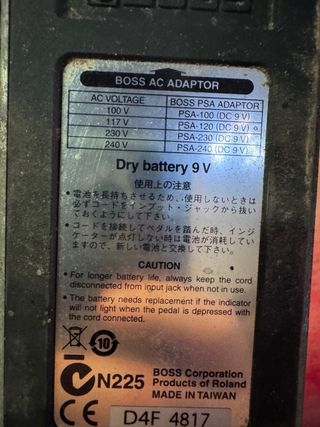 BOSS AC ADAPTOR
AC VOLTAGE BOSS PSA ADAPTOR
100 V PSA-100 (DC 9 V)
117 V PSA-120 (DC 9 V)
230 V PSA-230 (DC 9 V)
240 V PSA-240 (DC 9 V)
Dry battery 9 V
使用上の注意
・電池を長持ちさせるため、使用しないときは
必ずコードをインプット・ジャックから抜い
ておくようにして下さい。
・コードを接続してペダルを踏んだ時、インジ
ケーターが点灯しない時は電池が消耗してい
ますので、新しい電池と交換して下さい。
CAUTION
• For longer battery life, always keep the cord
disconnected from input jack when not in use.
• The battery needs replacement if the indicator
will not light when the pedal is depressed with
the cord connected.
10
N225 BOSS Corporation
Products of Roland
MADE IN TAIWAN
CE D4F 4817